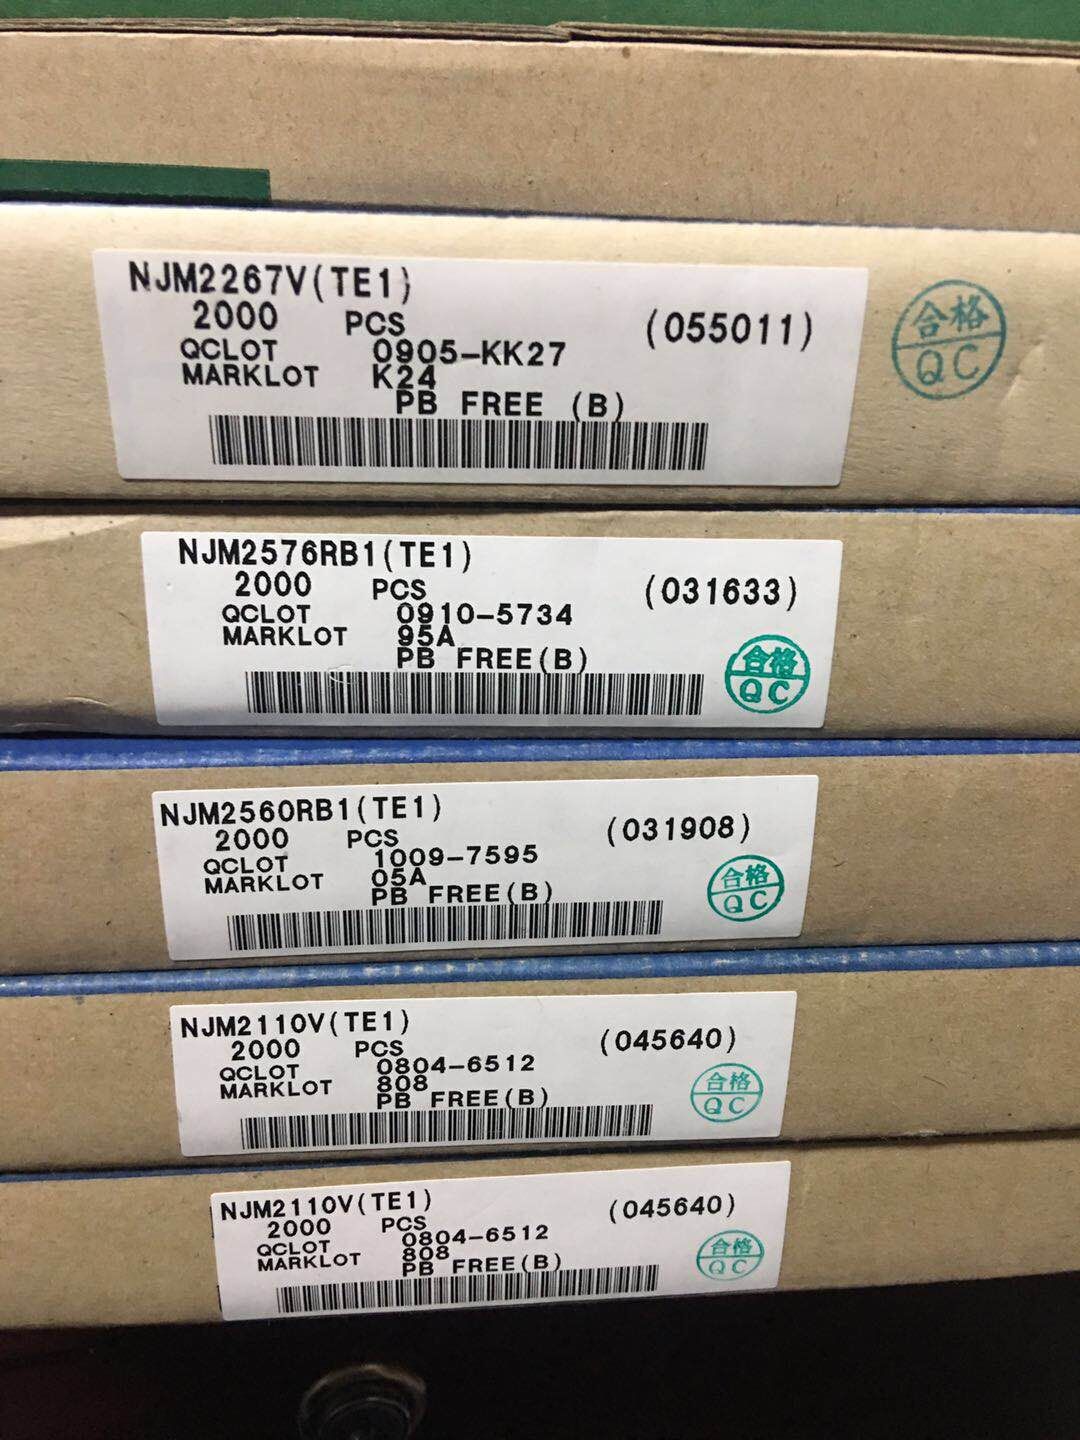 NJM2267V(TE1)
2000 PCS (055011)
QCLOT 0905-KK27
MARKLOT K24
PB FREE (B)
合格
QC
NJM2576RB1(TE1)
2000 PCS (031633)
QCLOT 0910-5734
MARKLOT 95A
PB FREE(B)
合格
QC
NJM2560RB1(TE1)
2000 PCS (031908)
QCLOT 1009-7595
MARKLOT 05A
PB FREE(B)
合格
QC
NJM2110V(TE1)
2000 PCS (045640)
QCLOT 0804-6512
MARKLOT 808
PB FREE(B)
合格
QC
NJM2110V(TE1)
2000 PCS (045640)
QCLOT 0804-6512
MARKLOT 808
PB FREE(B)
合格
QC